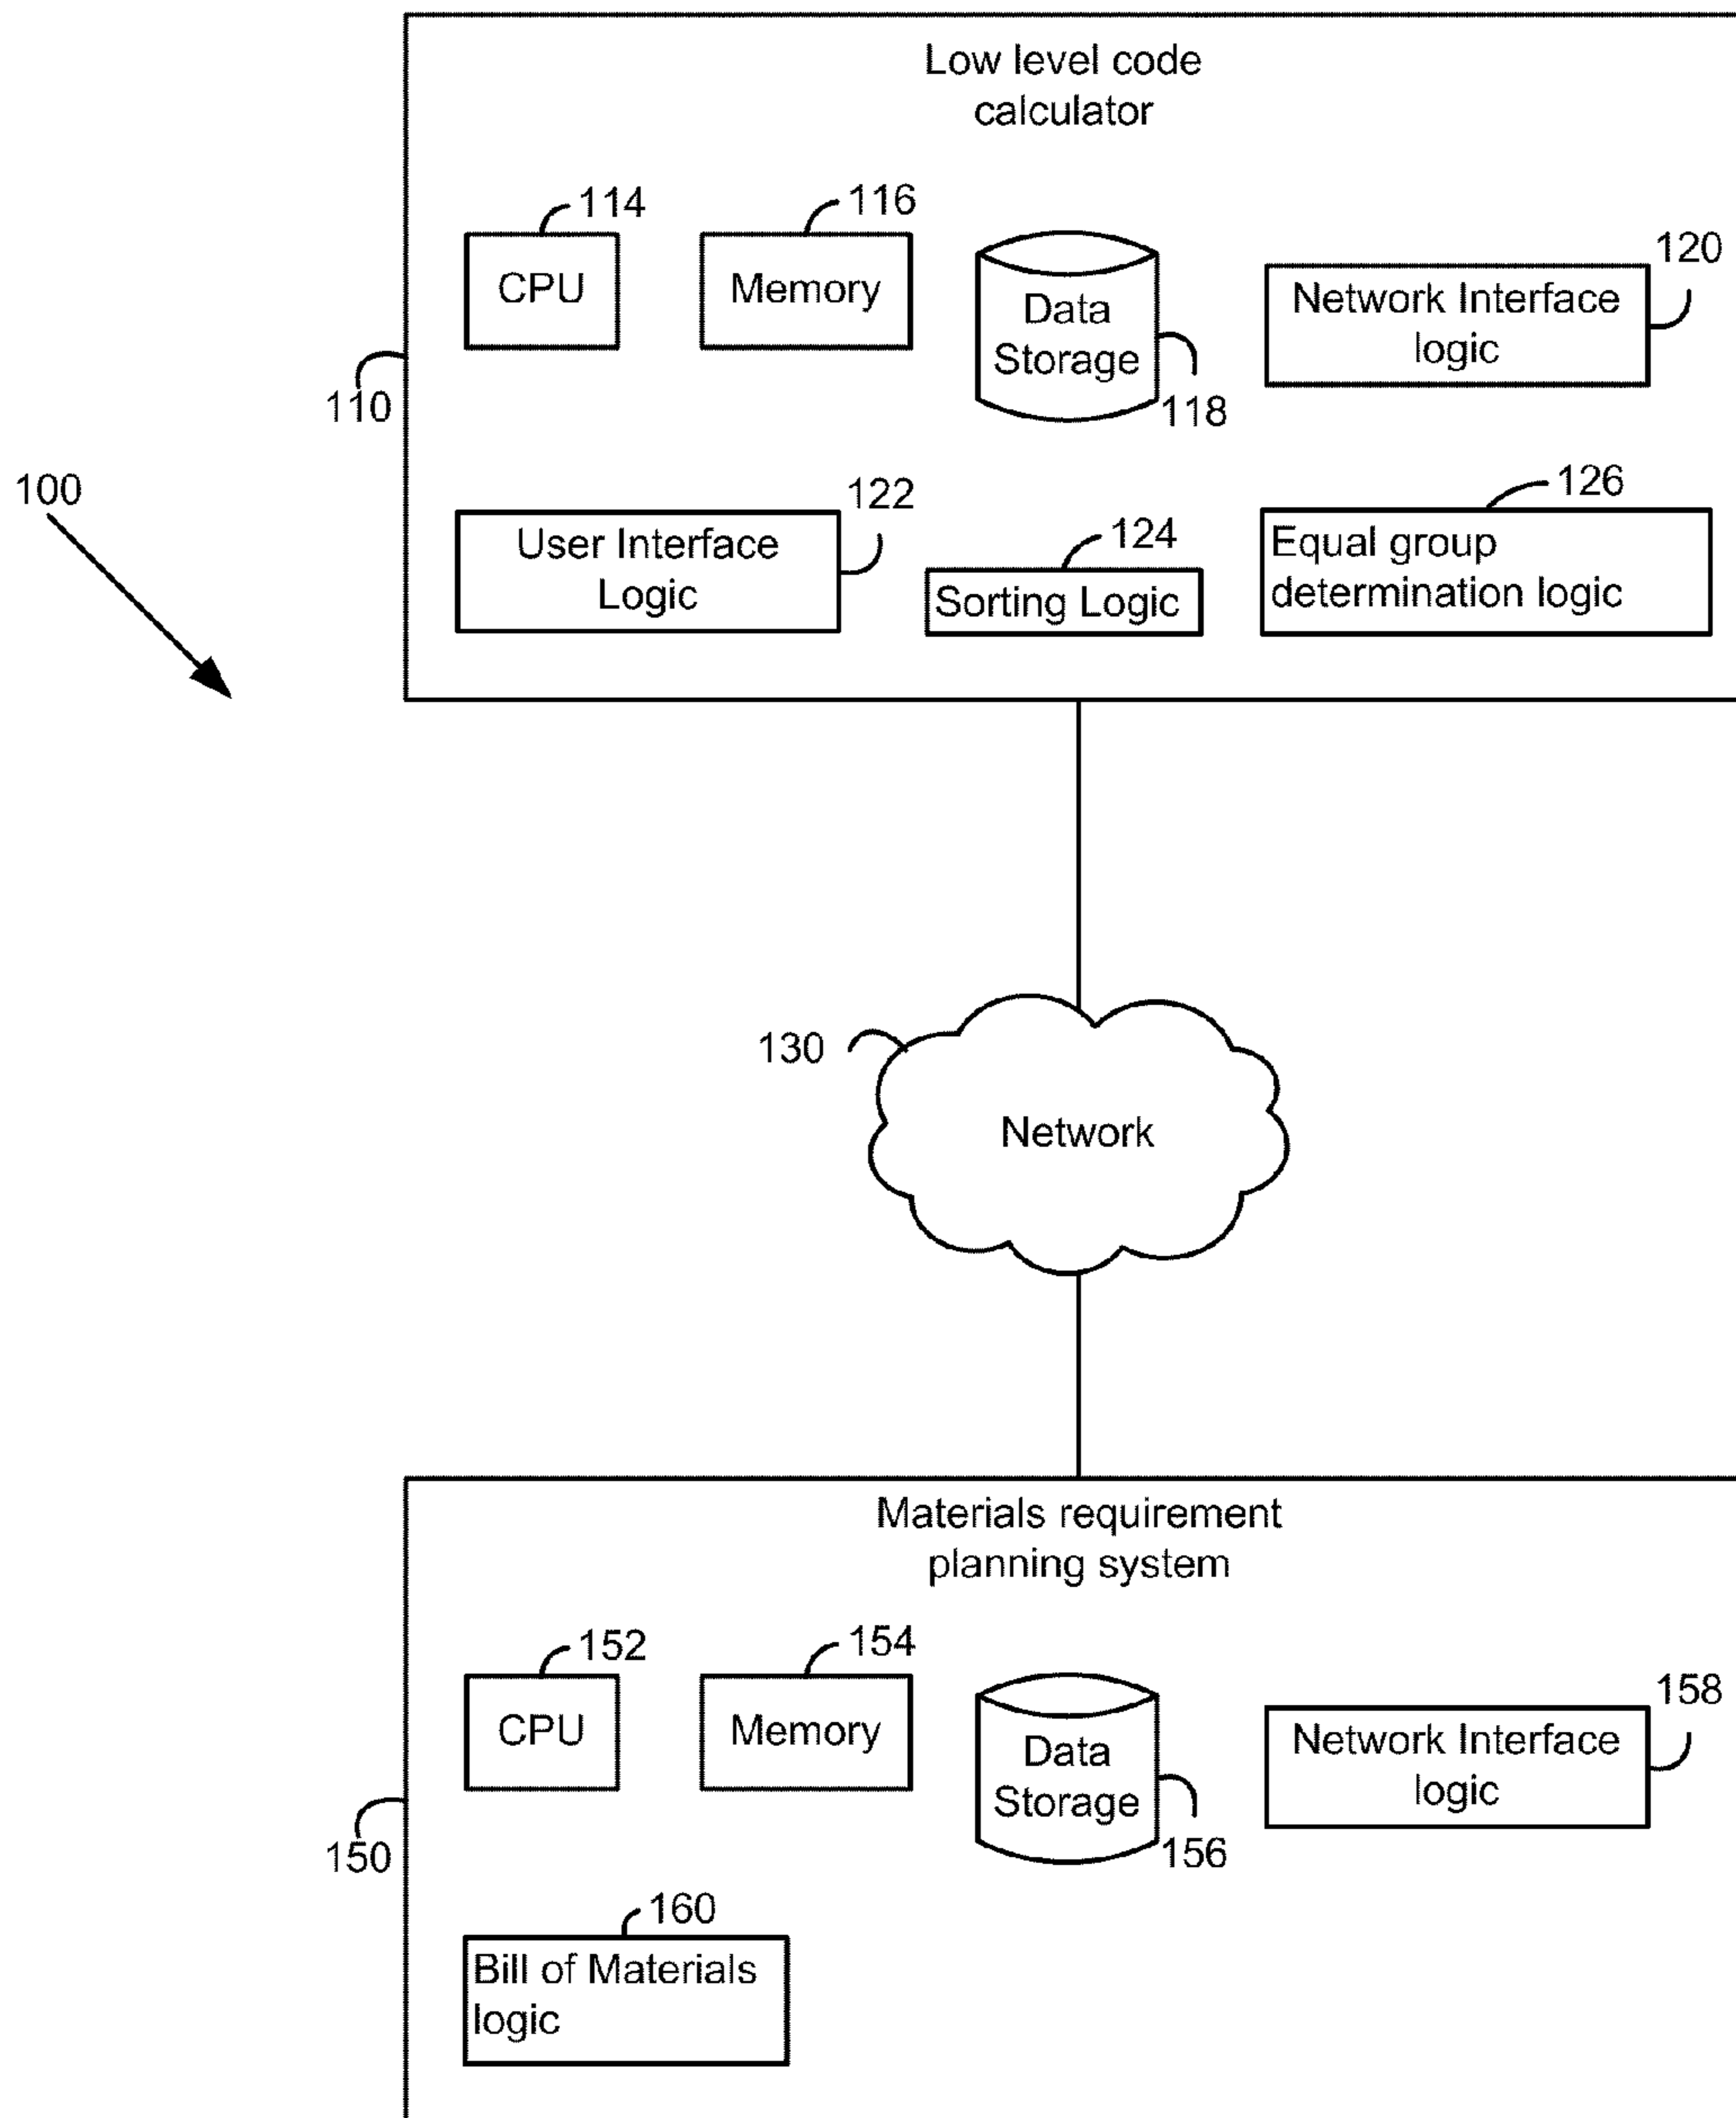 Low level code
calculator
114
116
120
CPU
Memory
Data
Storage
Network Interface
logic
110
118
100
122
124
126
User Interface
Logic
Sorting Logic
Equal group
determination logic
130
Network
Materials requirement
planning system
152
154
158
CPU
Memory
Data
Storage
Network Interface
logic
150
156
160
Bill of Materials
logic